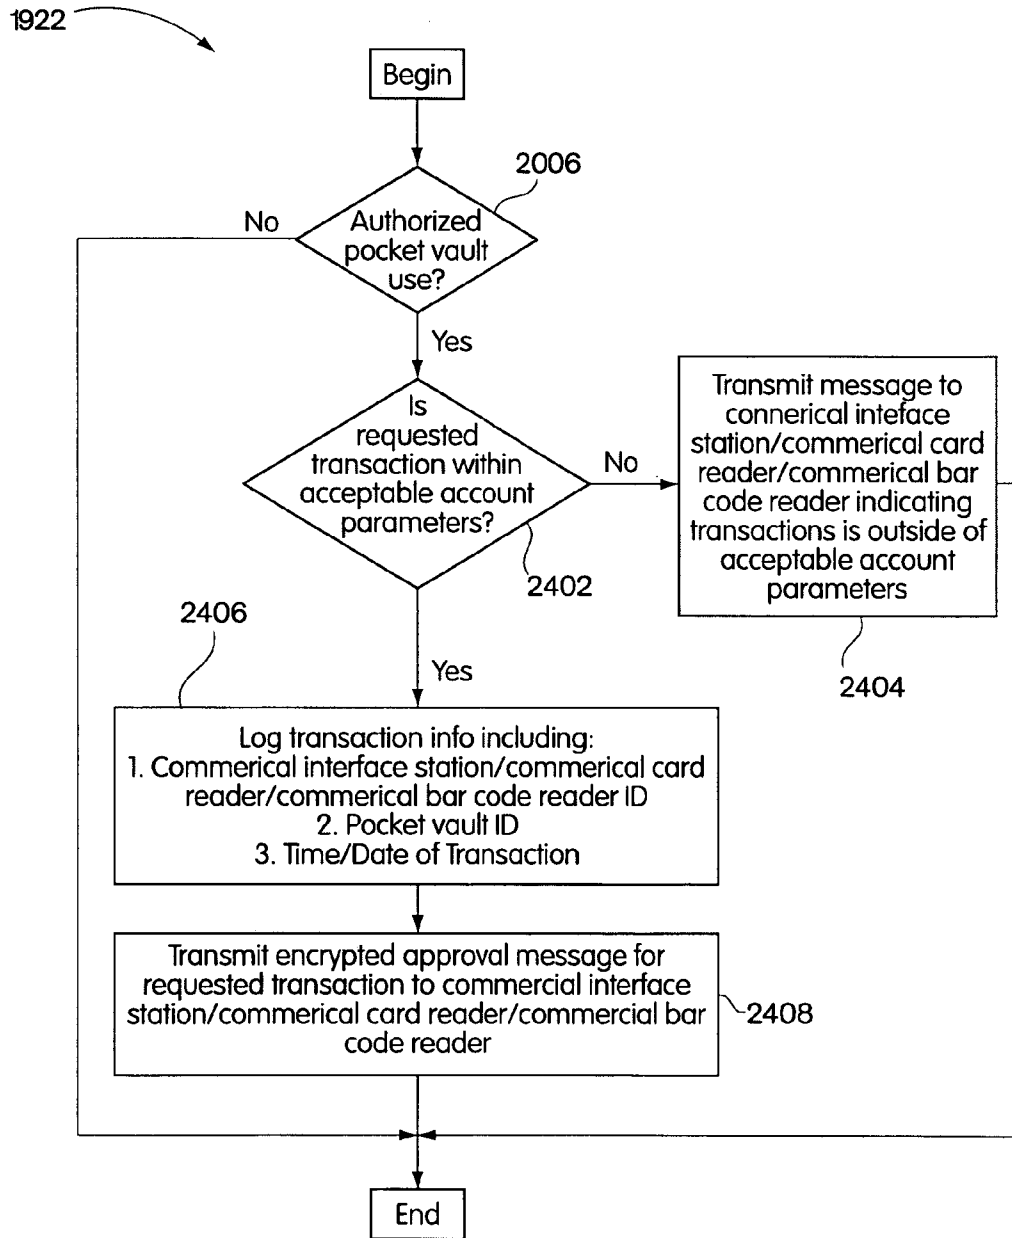 1922
Begin
2006
No
Authorized
pocket vault
use?
Yes
Is
requested
transaction within
acceptable account
parameters?
No
2402
Transmit message to
connerical inteface
station/commerical card
reader/commerical bar
code reader indicating
transactions is outside of
acceptable account
parameters
2404
2406
Yes
Log transaction info including:
1. Commerical interface station/commerical card
reader/commerical bar code reader ID
2. Pocket vault ID
3. Time/Date of Transaction
Transmit encrypted approval message for
requested transaction to commercial interface
station/commerical card reader/commercial bar
code reader
2408
End